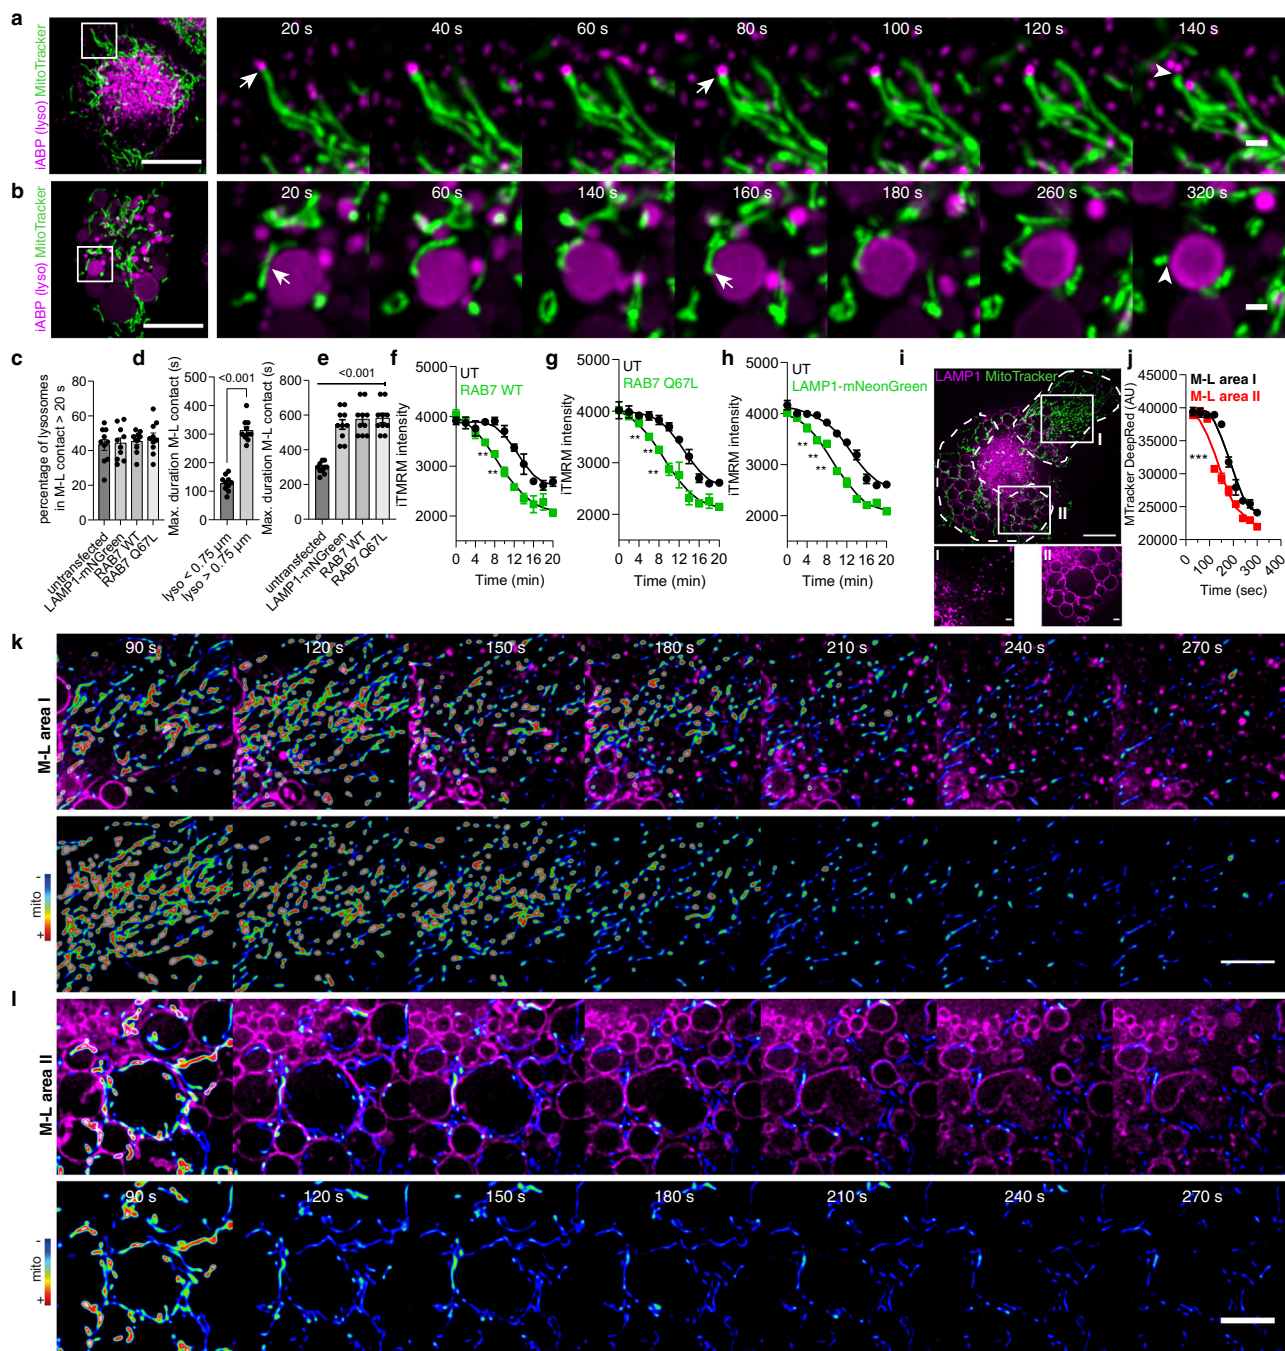 a
iABP (lyso) MitoTracker
20 s
40 s
60 s
80 s
100 s
120 s
140 s
b
iABP (lyso) MitoTracker
20 s
60 s
140 s
160 s
180 s
260 s
320 s
c
percentage of lysosomes
in M-L contact > 20 s
80
60
40
20
0
untransfected
LAMP1-mNGreen
RAB7 WT
RAB7 Q67L
d
Max. duration M-L contact (s)
500
400
300
200
100
0
<0.001
lyso < 0.75 µm
lyso > 0.75 µm
e
Max. duration M-L contact (s)
800
600
400
200
0
<0.001
untransfected
LAMP1-mNGreen
RAB7 WT
RAB7 Q67L
f
iTMRM intensity
5000
4000
3000
2000
UT
RAB7 WT
**
**
0 4 8 12 16 20
Time (min)
g
iTMRM intensity
5000
4000
3000
2000
UT
RAB7 Q67L
**
**
**
0 4 8 12 16 20
Time (min)
h
iTMRM intensity
5000
4000
3000
2000
UT
LAMP1-mNeonGreen
**
**
**
0 4 8 12 16 20
Time (min)
i
LAMP1 MitoTracker
I
II
I
II
j
MTracker DeepRed (AU)
45000
40000
35000
30000
25000
20000
M-L area I
M-L area II
***
0 100 200 300 400
Time (sec)
k
M-L area I
90 s
120 s
150 s
180 s
210 s
240 s
270 s
+ mito -
l
M-L area II
90 s
120 s
150 s
180 s
210 s
240 s
270 s
+ mito -